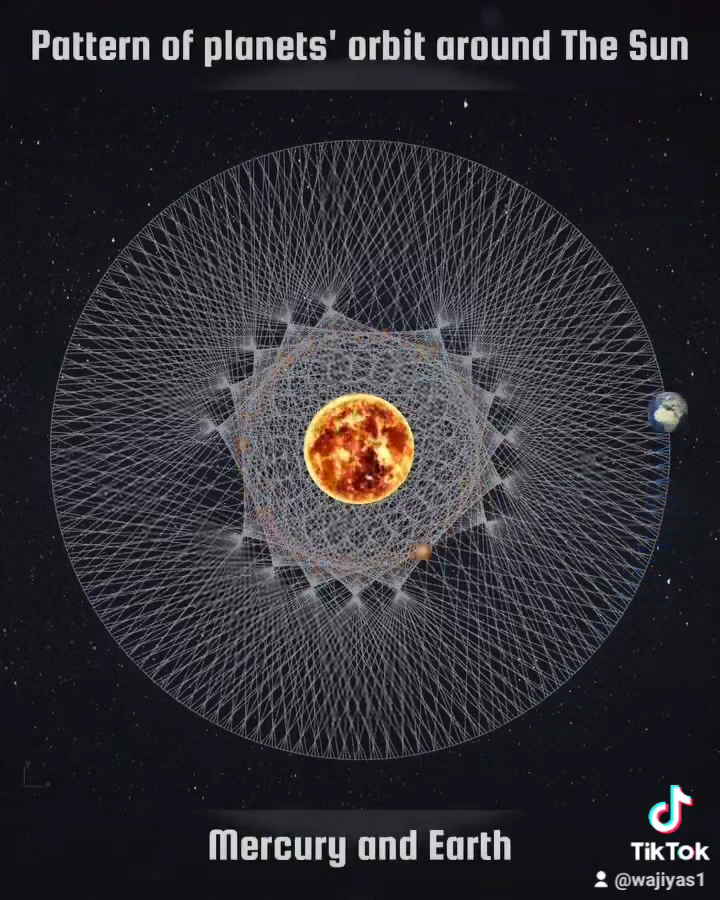 Pattern of planets' orbit around The Sun
Mercury and Earth
TikTok
@wajiyas1